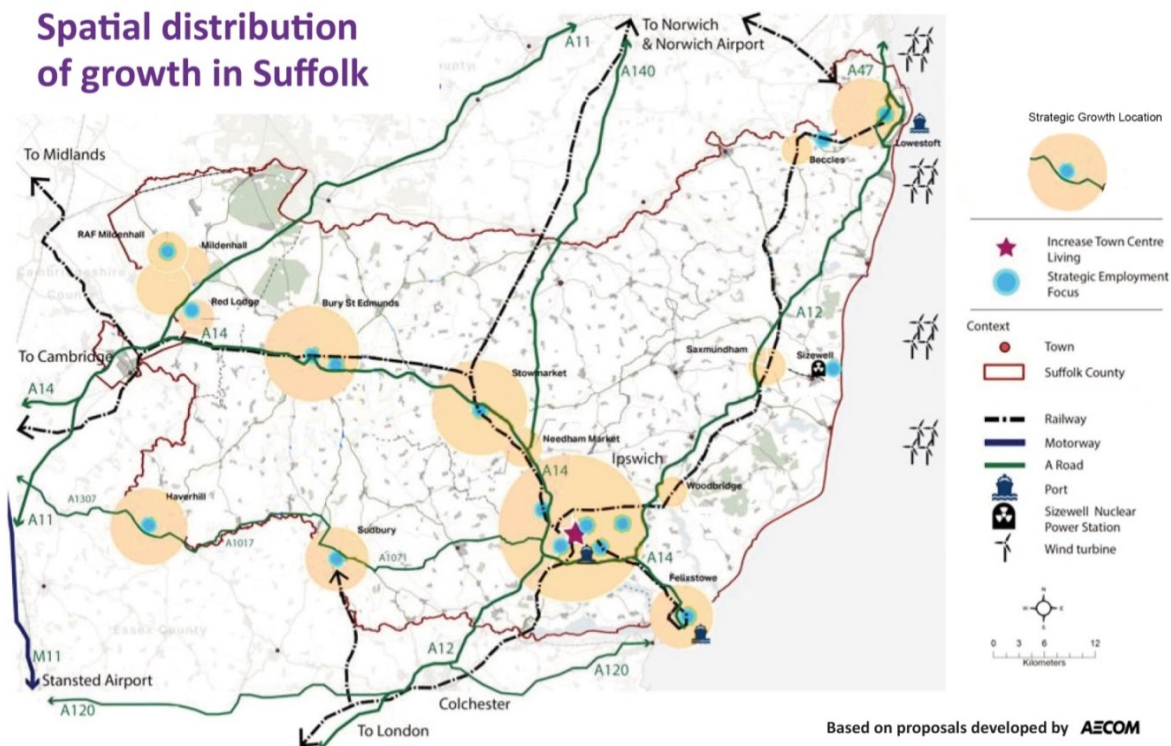 Spatial distribution
of growth in Suffolk
To Norwich
& Norwich Airport
A11
A140
A47
To Midlands
Lowestoft
Beccles
RAF Mildenhall
Mildenhall
Cambridgeshire
County
Red Lodge
Bury St Edmunds
A14
A12
To Cambridge
Saxmundham
Sizewell
Stowmarket
A14
Needham Market
Ipswich
A14
Woodbridge
A1307
Haverhill
A11
Sudbury
A1017
A1071
A14
Felixstowe
Essex County
A12
M11
A120
Stansted Airport
Colchester
A120
To London
Strategic Growth Location
Increase Town Centre
Living
Strategic Employment
Focus
Context
Town
Suffolk County
Railway
Motorway
A Road
Port
Sizewell Nuclear
Power Station
Wind turbine
N
W E
S
0 3 6 12
Kilometers
Based on proposals developed by AECOM